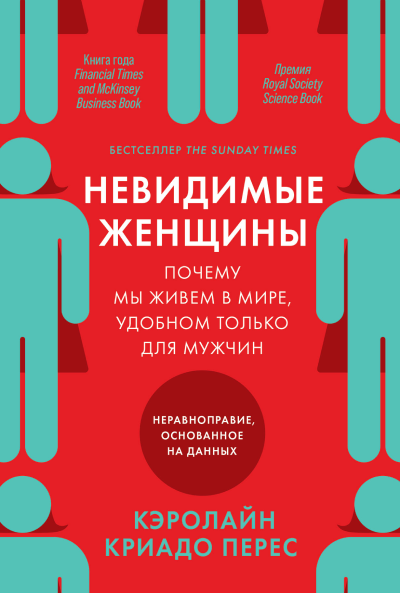 Книга года
Financial Times
and McKinsey
Business Book
Премия
Royal Society
Science Book
БЕСТСЕЛЛЕР THE SUNDAY TIMES
НЕВИДИМЫЕ
ЖЕНЩИНЫ
ПОЧЕМУ
МЫ ЖИВЕМ В МИРЕ,
УДОБНОМ ТОЛЬКО
ДЛЯ МУЖЧИН
НЕРАВНОПРАВИЕ,
ОСНОВАННОЕ
НА ДАННЫХ
КЭРОЛАЙН
КРИАДО ПЕРЕС